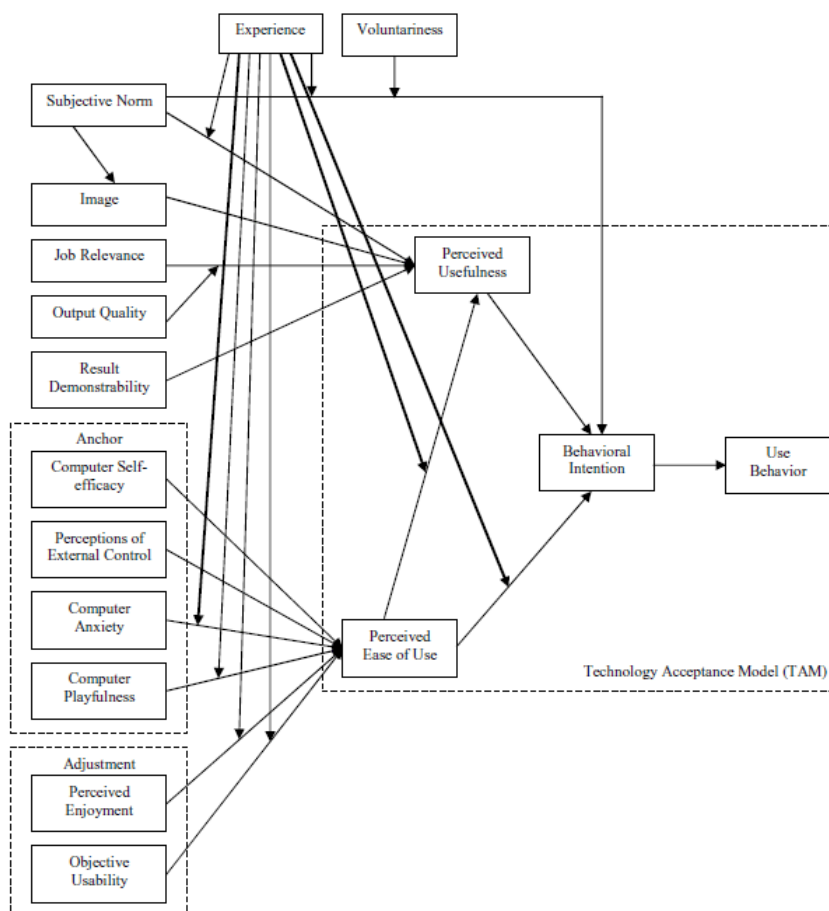 Experience
Voluntariness
Subjective Norm
Image
Job Relevance
Output Quality
Result
Demonstrability
Perceived
Usefulness
Anchor
Computer Self-
efficacy
Perceptions of
External Control
Computer
Anxiety
Computer
Playfulness
Behavioral
Intention
Use
Behavior
Perceived
Ease of Use
Technology Acceptance Model (TAM)
Adjustment
Perceived
Enjoyment
Objective
Usability